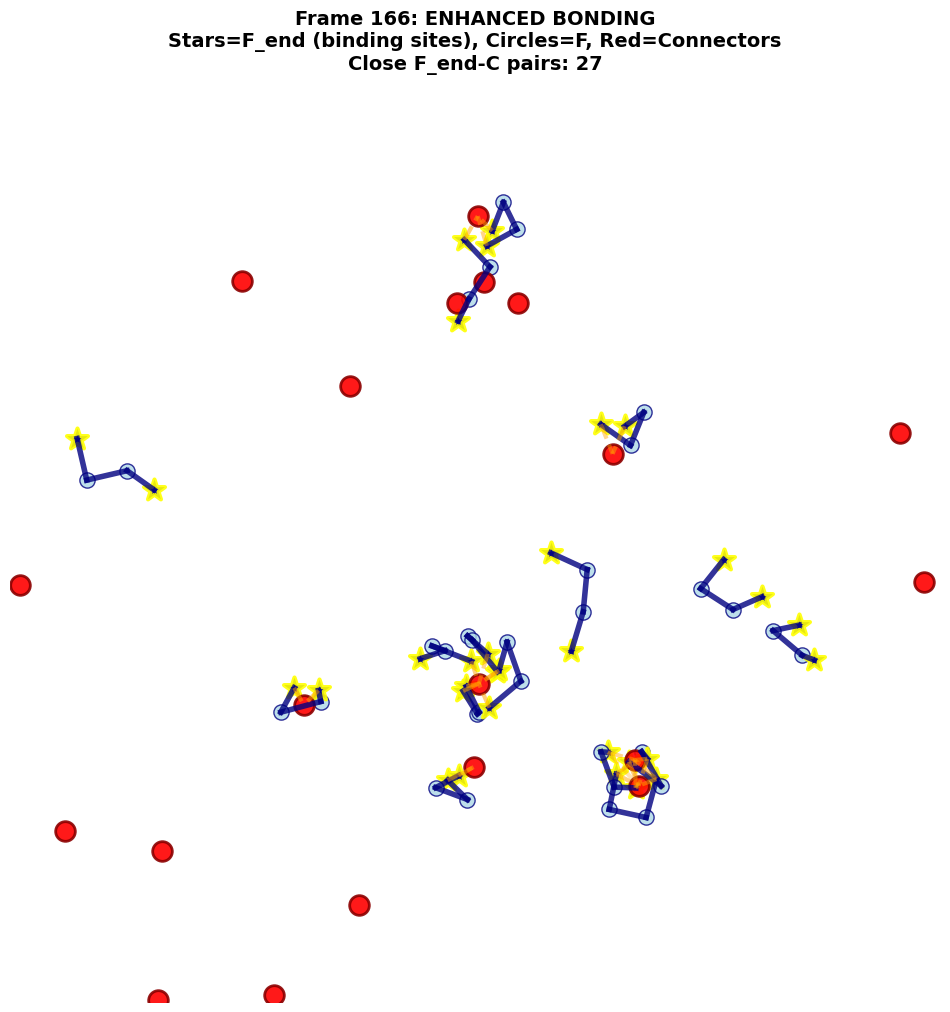 Frame 166: ENHANCED BONDING
Stars=F_end (binding sites), Circles=F, Red=Connectors
Close F_end-C pairs: 27